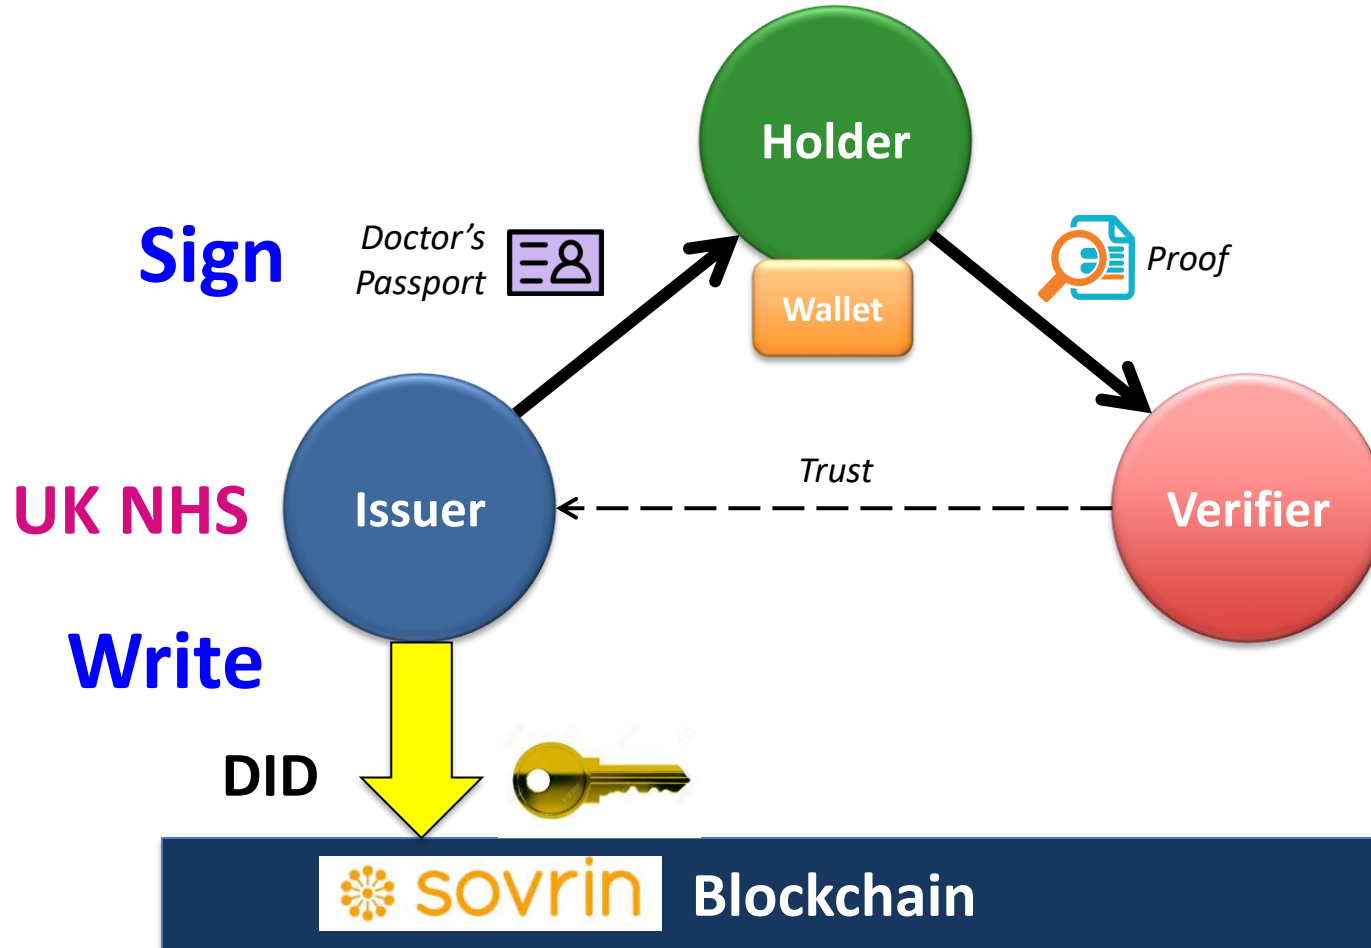 Holder
Sign
Doctor's
Passport
Proof
Wallet
Trust
UK NHS
Issuer
Verifier
Write
DID
sovrin
Blockchain